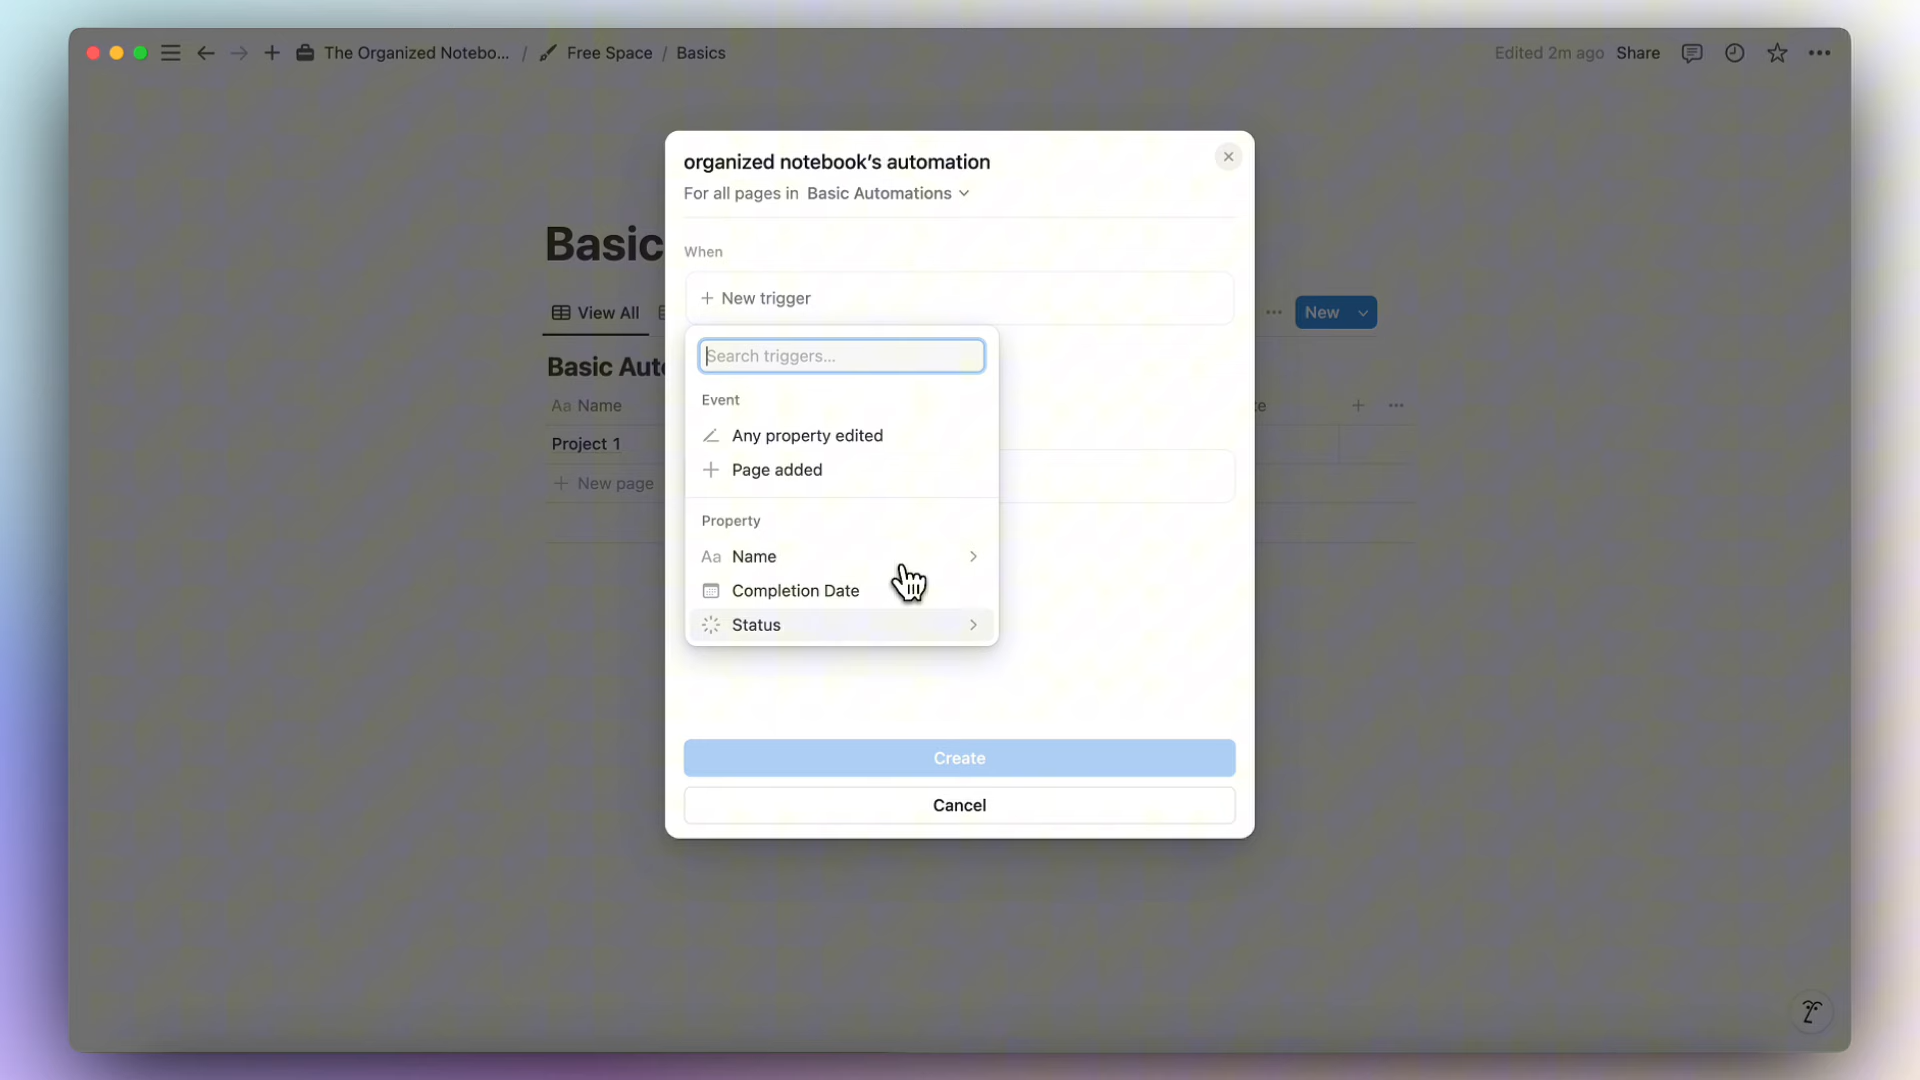 The Organized Notebo... / Free Space / Basics
Edited 2m ago Share
organized notebook's automation
For all pages in Basic Automations
When
+ New trigger
Basic
View All
New
Search triggers...
Event
Any property edited
Page added
Basic Auto
Aa Name
te
Project 1
+ New page
Property
Aa Name
Completion Date
Status
Create
Cancel